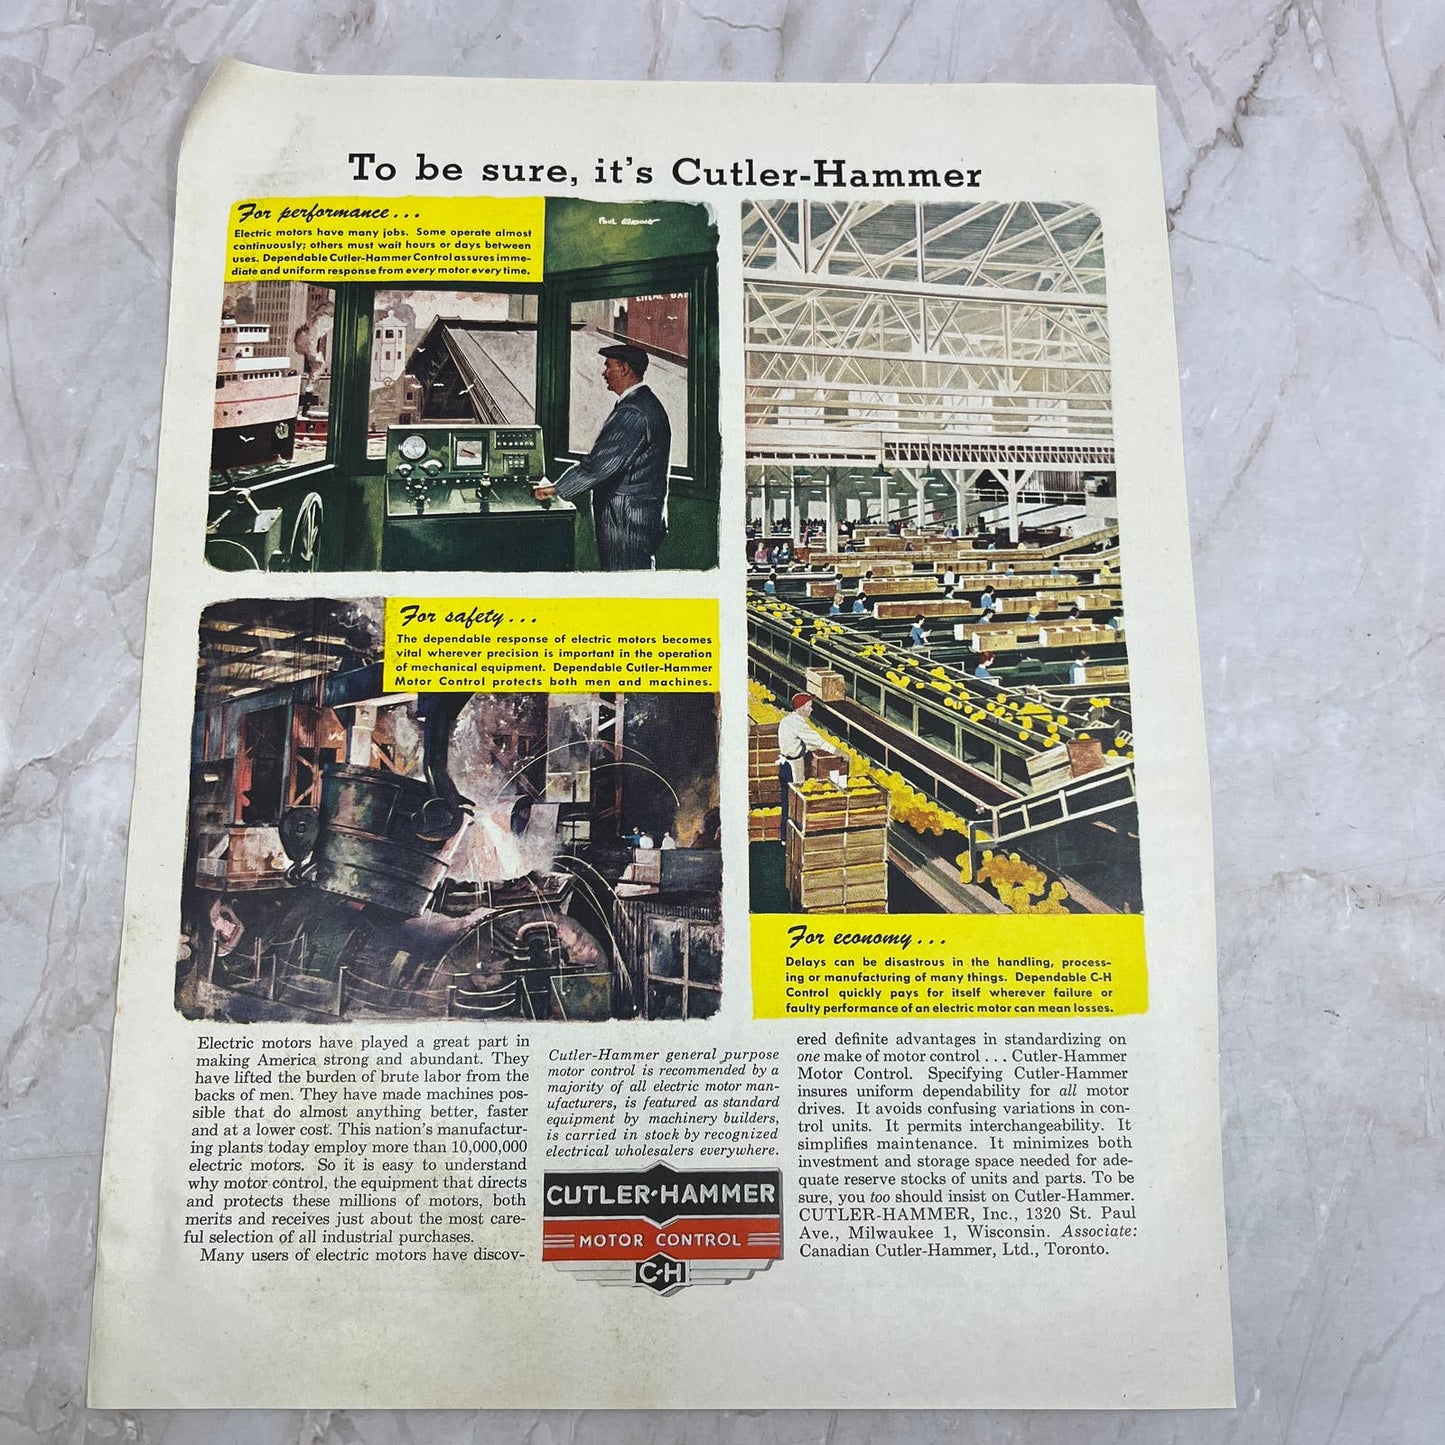 To be sure, it's Cutler-Hammer
For performance...
Electric motors have many jobs. Some operate almost
continuously; others must wait hours or days between
uses. Dependable Cutler-Hammer Control assures imme-
diate and uniform response from every motor every time.
For safety...
The dependable response of electric motors becomes
vital wherever precision is important in the operation
of mechanical equipment. Dependable Cutler-Hammer
Motor Control protects both men and machines.
For economy...
Delays can be disastrous in the handling, process-
ing or manufacturing of many things. Dependable C-H
Control quickly pays for itself wherever failure or
faulty performance of an electric motor can mean losses.
Electric motors have played a great part in
making America strong and abundant. They
have lifted the burden of brute labor from the
backs of men. They have made machines pos-
sible that do almost anything better, faster
and at a lower cost. This nation's manufactur-
ing plants today employ more than 10,000,000
electric motors. So it is easy to understand
why motor control, the equipment that directs
and protects these millions of motors, both
merits and receives just about the most care-
ful selection of all industrial purchases.
Many users of electric motors have discov-
Cutler-Hammer general purpose
motor control is recommended by a
majority of all electric motor man-
ufacturers, is featured as standard
equipment by machinery builders,
is carried in stock by recognized
electrical wholesalers everywhere.
CUTLER-HAMMER
MOTOR CONTROL
C-H
ered definite advantages in standardizing on
one make of motor control ... Cutler-Hammer
Motor Control. Specifying Cutler-Hammer
insures uniform dependability for all motor
drives. It avoids confusing variations in con-
trol units. It permits interchangeability. It
simplifies maintenance. It minimizes both
investment and storage space needed for ade-
quate reserve stocks of units and parts. To be
sure, you too should insist on Cutler-Hammer.
CUTLER-HAMMER, Inc., 1320 St. Paul
Ave., Milwaukee 1, Wisconsin. Associate:
Canadian Cutler-Hammer, Ltd., Toronto.